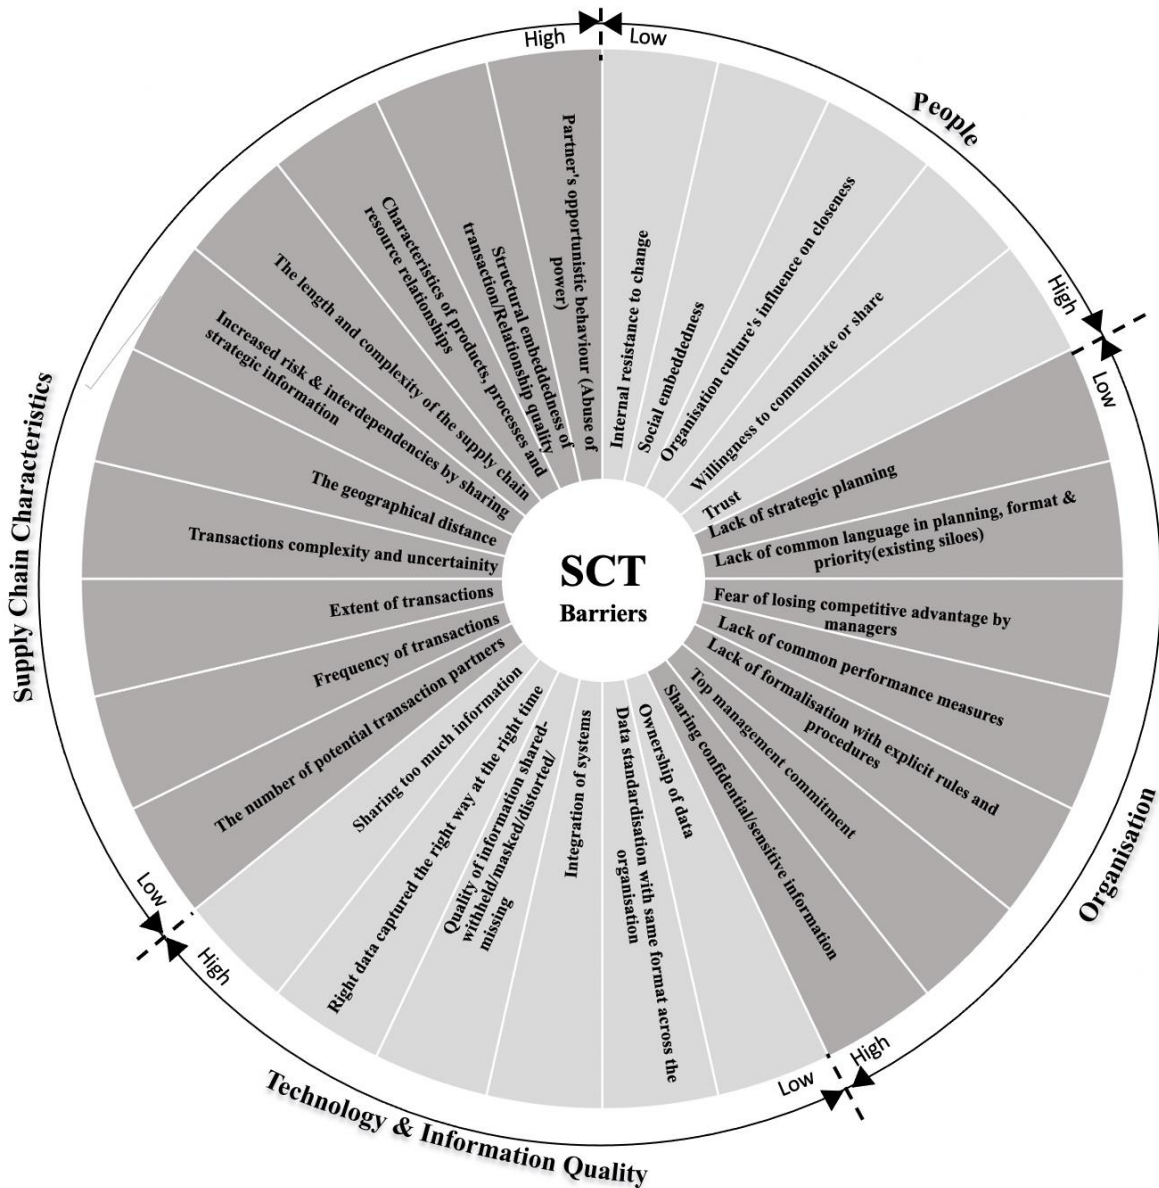 High
Low
People
High
Low
Organisation
High
Low
Technology & Information Quality
High
Low
Supply Chain Characteristics
SCT
Barriers
Internal resistance to change
Social embeddedness
Organisation culture's influence on closeness
Willingness to communiate or share
Trust
Lack of strategic planning
Lack of common language in planning, format &
priority(existing siloes)
Fear of losing competitive advantage by
managers
Lack of common performance measures
Lack of formalisation with explicit rules and
procedures
Top management commitment
Sharing confidential/sensitive information
Ownership of data
Data standardisation with same format across the
organisation
Integration of systems
Quality of information shared-
withheld/masked/distorted/
missing
Right data captured the right way at the right time
Sharing too much information
The number of potential transaction partners
Frequency of transactions
Extent of transactions
Transactions complexity and uncertainity
The geographical distance
Increased risk & interdependencies by sharing
strategic information
The length and complexity of the supply chain
Characteristics of products, processes and
resource relationships
Structural embeddedness of
transaction/Relationship quality
Partner's opportunistic behaviour (Abuse of
power)